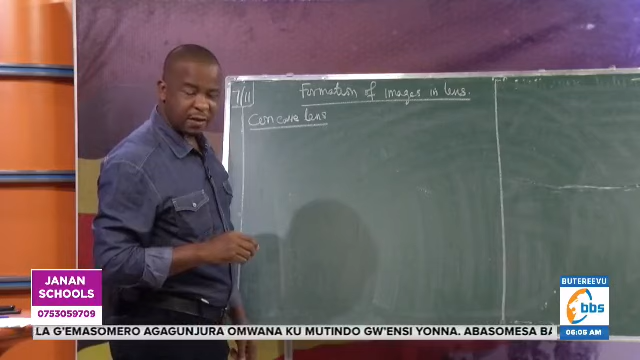 7/11
Formation of images in lens.
Concave lens
JANAN
SCHOOLS
0753059709
BUTEREEVU
bbs
06:05 AM
LA G'EMASOMERO AGAGUNJURA OMWANA KU MUTINDO GW'ENSI YONNA. ABASOMESA BA